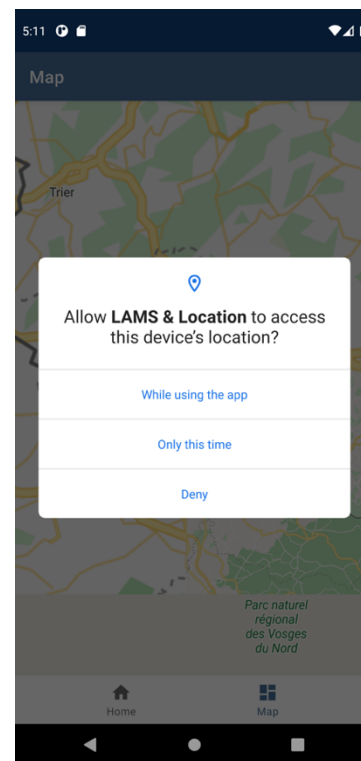 5:11
Map
Trier
Allow LAMS & Location to access
this device's location?
While using the app
Only this time
Deny
Parc naturel
régional
des Vosges
du Nord
Home
Map